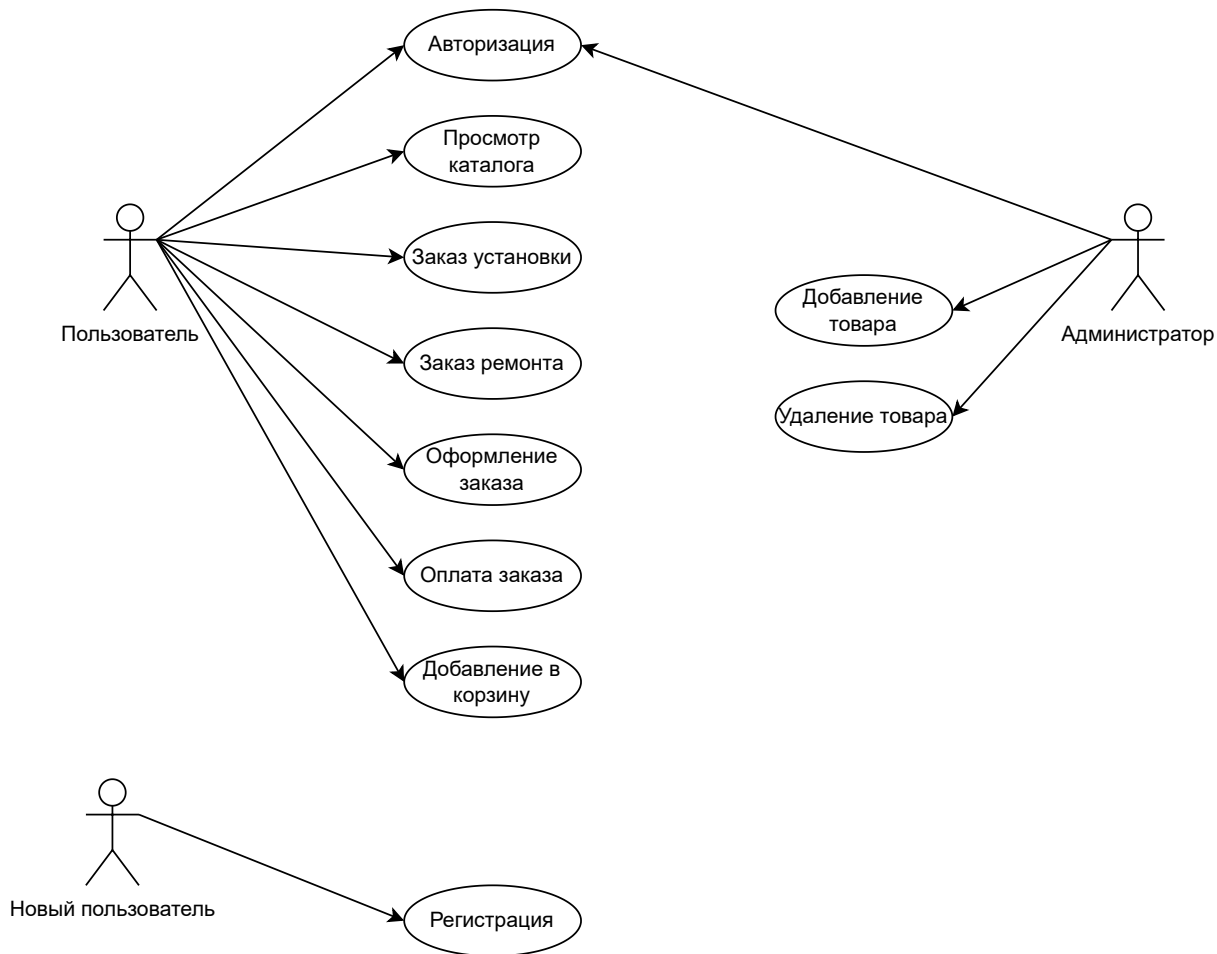 Авторизация
Просмотр
каталога
Заказ установки
Заказ ремонта
Оформление
заказа
Оплата заказа
Добавление в
корзину
Пользователь
Добавление
товара
Удаление товара
Администратор
Новый пользователь
Регистрация